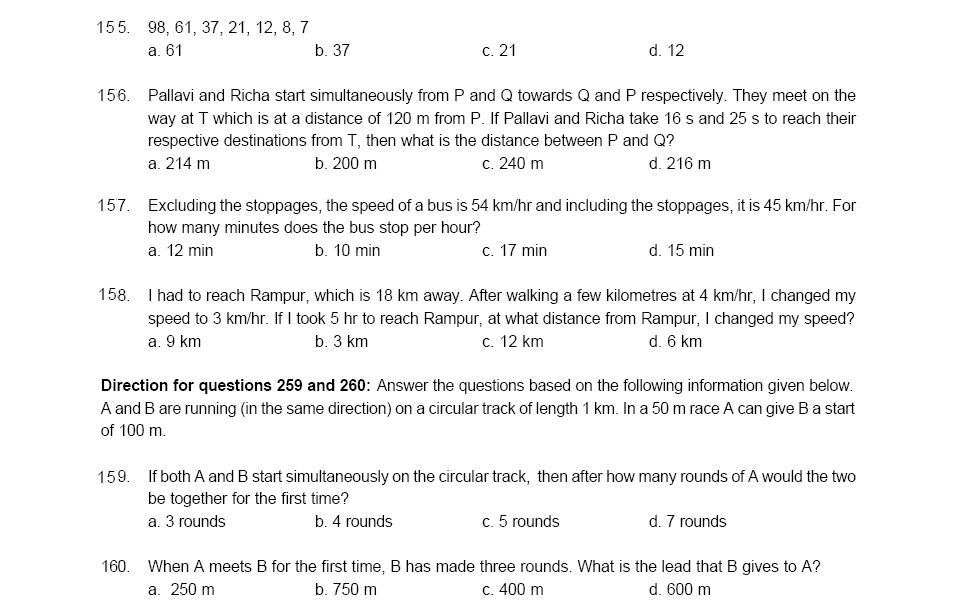 155. 98, 61, 37, 21, 12, 8, 7
a. 61 b. 37 c. 21 d. 12
156. Pallavi and Richa start simultaneously from P and Q towards Q and P respectively. They meet on the
way at T which is at a distance of 120 m from P. If Pallavi and Richa take 16 s and 25 s to reach their
respective destinations from T, then what is the distance between P and Q?
a. 214 m b. 200 m c. 240 m d. 216 m
157. Excluding the stoppages, the speed of a bus is 54 km/hr and including the stoppages, it is 45 km/hr. For
how many minutes does the bus stop per hour?
a. 12 min b. 10 min c. 17 min d. 15 min
158. I had to reach Rampur, which is 18 km away. After walking a few kilometres at 4 km/hr, I changed my
speed to 3 km/hr. If I took 5 hr to reach Rampur, at what distance from Rampur, I changed my speed?
a. 9 km b. 3 km c. 12 km d. 6 km
Direction for questions 259 and 260: Answer the questions based on the following information given below.
A and B are running (in the same direction) on a circular track of length 1 km. In a 50 m race A can give B a start
of 100 m.
159. If both A and B start simultaneously on the circular track, then after how many rounds of A would the two
be together for the first time?
a. 3 rounds b. 4 rounds c. 5 rounds d. 7 rounds
160. When A meets B for the first time, B has made three rounds. What is the lead that B gives to A?
a. 250 m b. 750 m c. 400 m d. 600 m